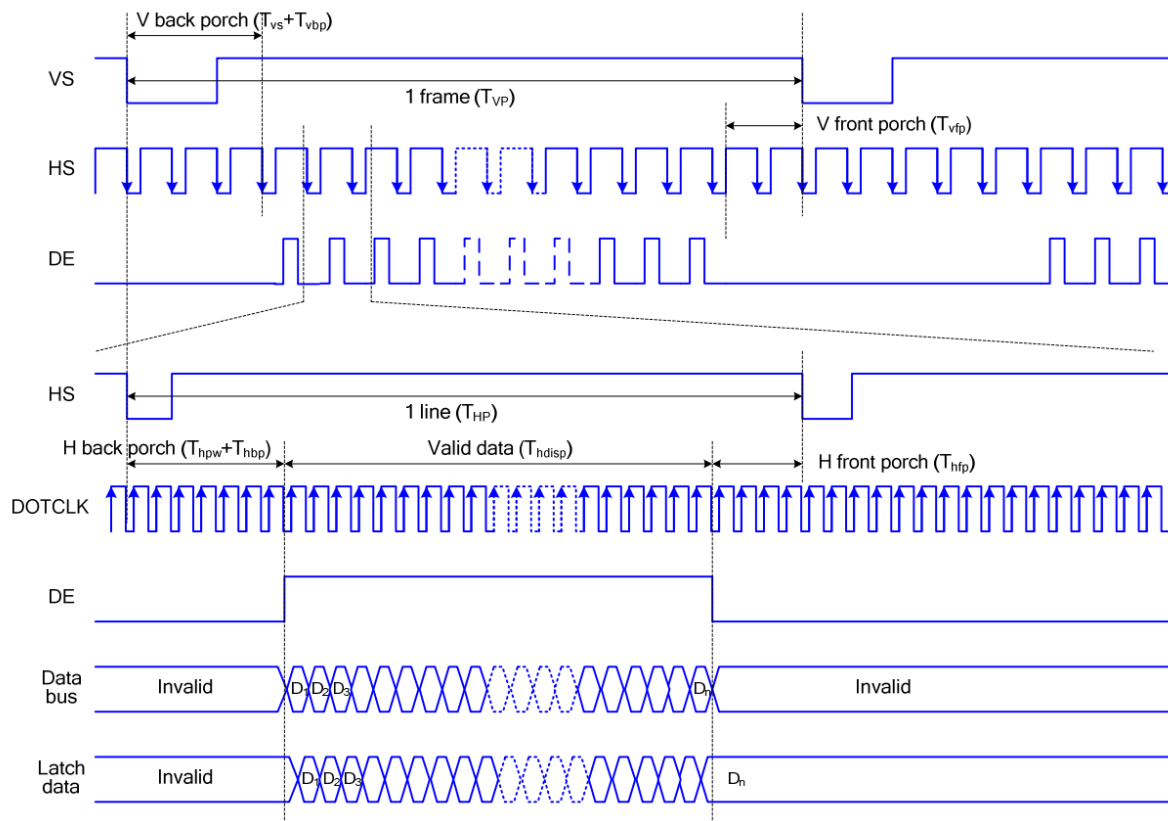 V back porch (Tvs+Tvbp)
VS
1 frame (TVP)
V front porch (Tvfp)
HS
DE
HS
1 line (THP)
H back porch (Thpw+Thbp)
Valid data (Thdisp)
H front porch (Thfp)
DOTCLK
DE
Data
bus
Invalid
D1 D2 D3
Dn
Invalid
Latch
data
Invalid
D1 D2 D3
Dn